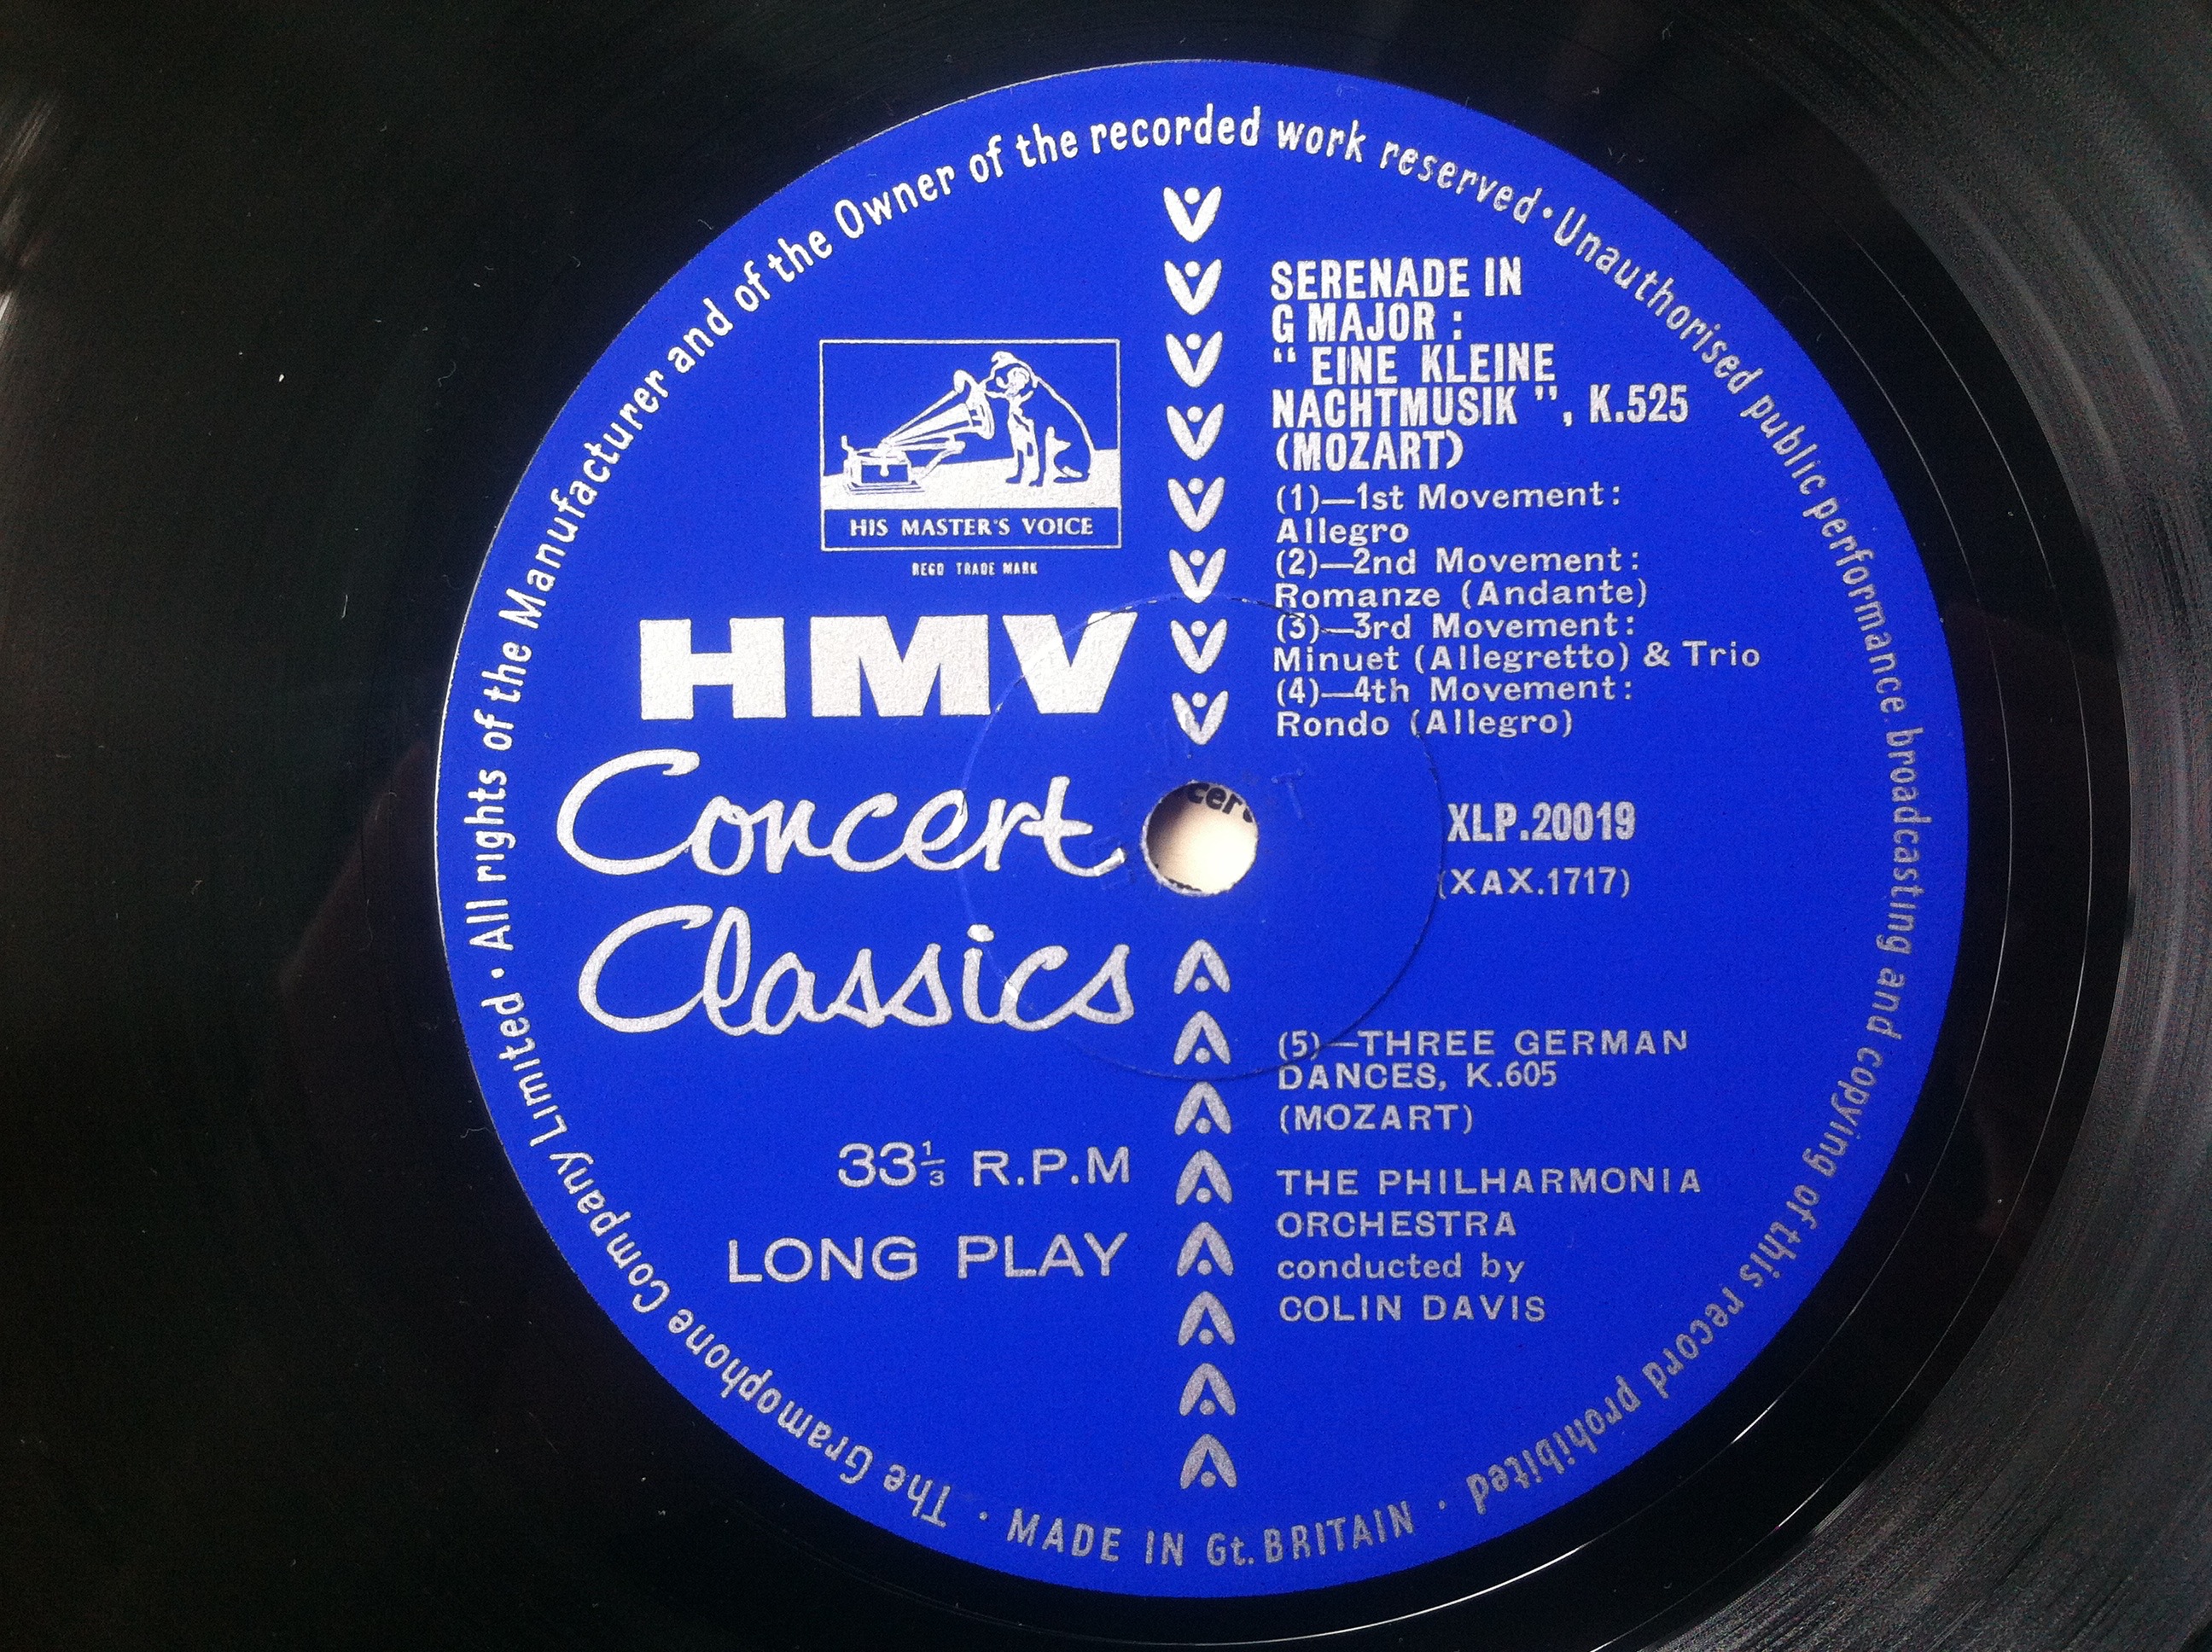 The Gramophone Company Limited · All rights of the Manufacturer and of the Owner of the recorded work reserved · Unauthorised public performance broadcasting and copying of this record prohibited ·
MADE IN Gt. BRITAIN ·
HIS MASTER'S VOICE
REGD TRADE MARK
HMV
Concert
Classics
33⅓ R.P.M
LONG PLAY
SERENADE IN
G MAJOR :
“ EINE KLEINE
NACHTMUSIK ”, K.525
(MOZART)
(1)—1st Movement:
Allegro
(2)—2nd Movement:
Romanze (Andante)
(3)—3rd Movement:
Minuet (Allegretto) & Trio
(4)—4th Movement:
Rondo (Allegro)
XLP.20019
(XAX.1717)
(5)—THREE GERMAN
DANCES, K.605
(MOZART)
THE PHILHARMONIA
ORCHESTRA
conducted by
COLIN DAVIS